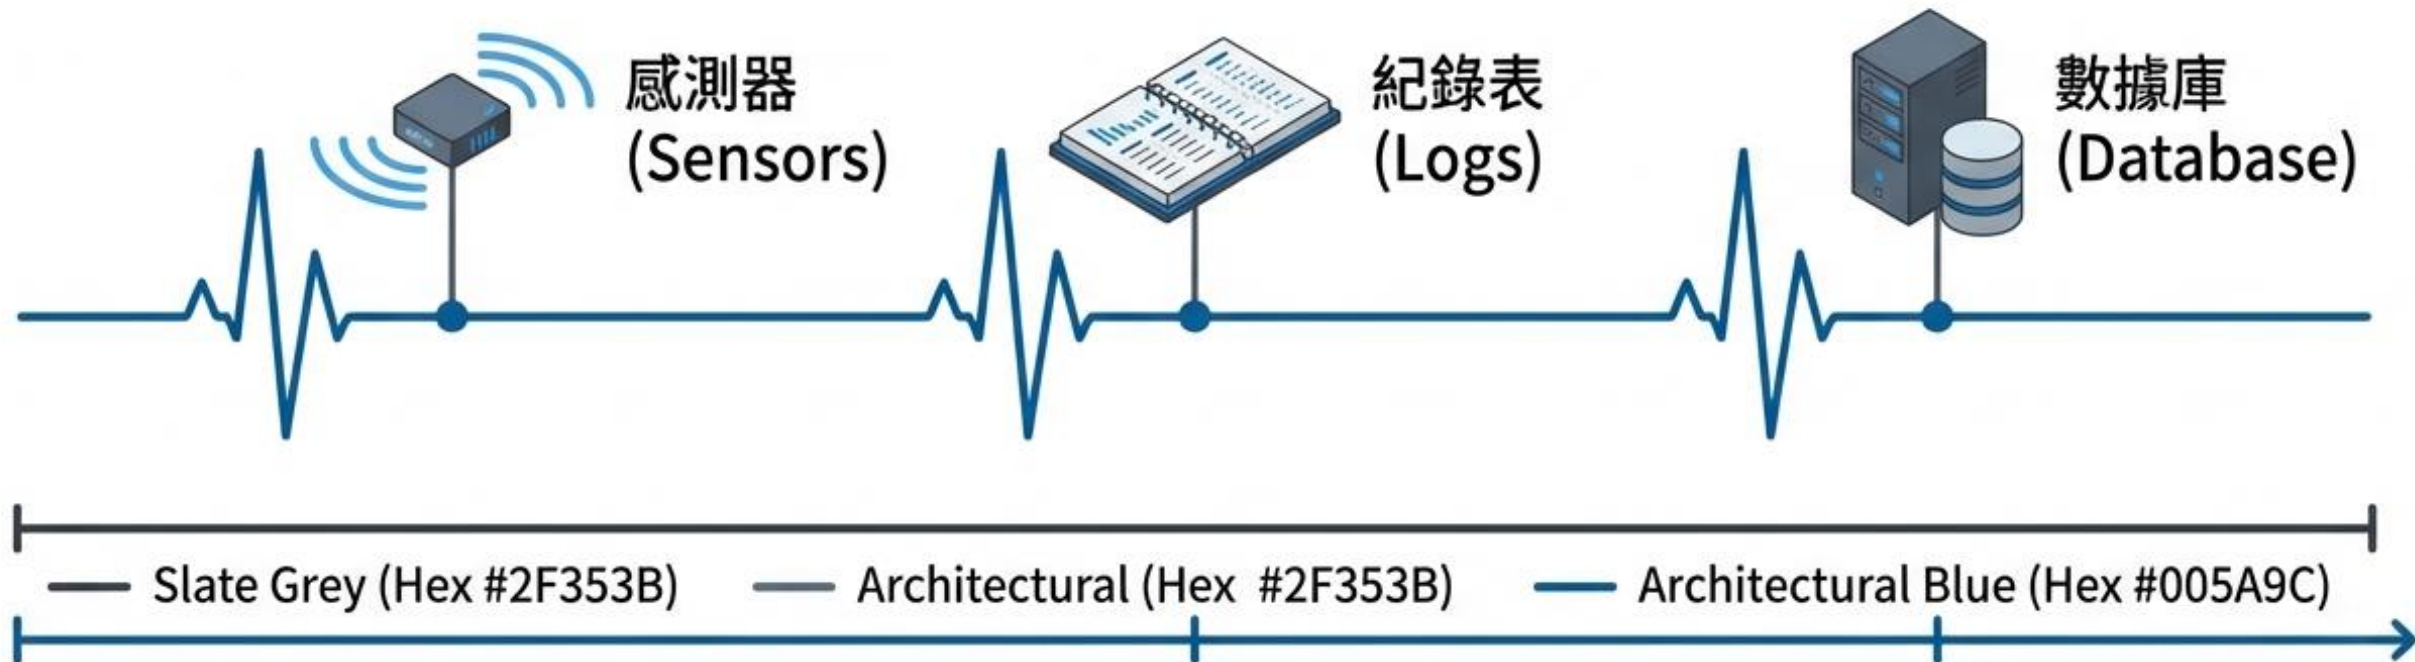 感測器
(Sensors)
紀錄表
(Logs)
數據庫
(Database)
Slate Grey (Hex #2F353B)
Architectural (Hex #2F353B)
Architectural Blue (Hex #005A9C)